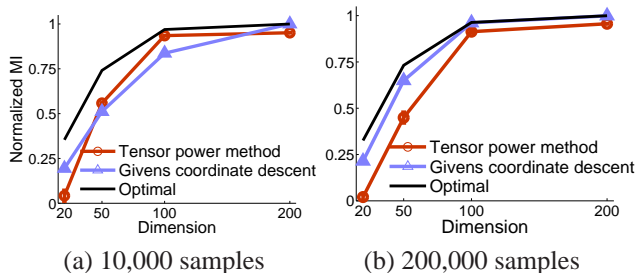 Normalized MI
1
0.75
0.5
0.25
0
20 50 100 200
Dimension
Tensor power method
Givens coordinate descent
Optimal
(a) 10,000 samples
1
0.75
0.5
0.25
0
20 50 100 200
Dimension
Tensor power method
Givens coordinate descent
Optimal
(b) 200,000 samples